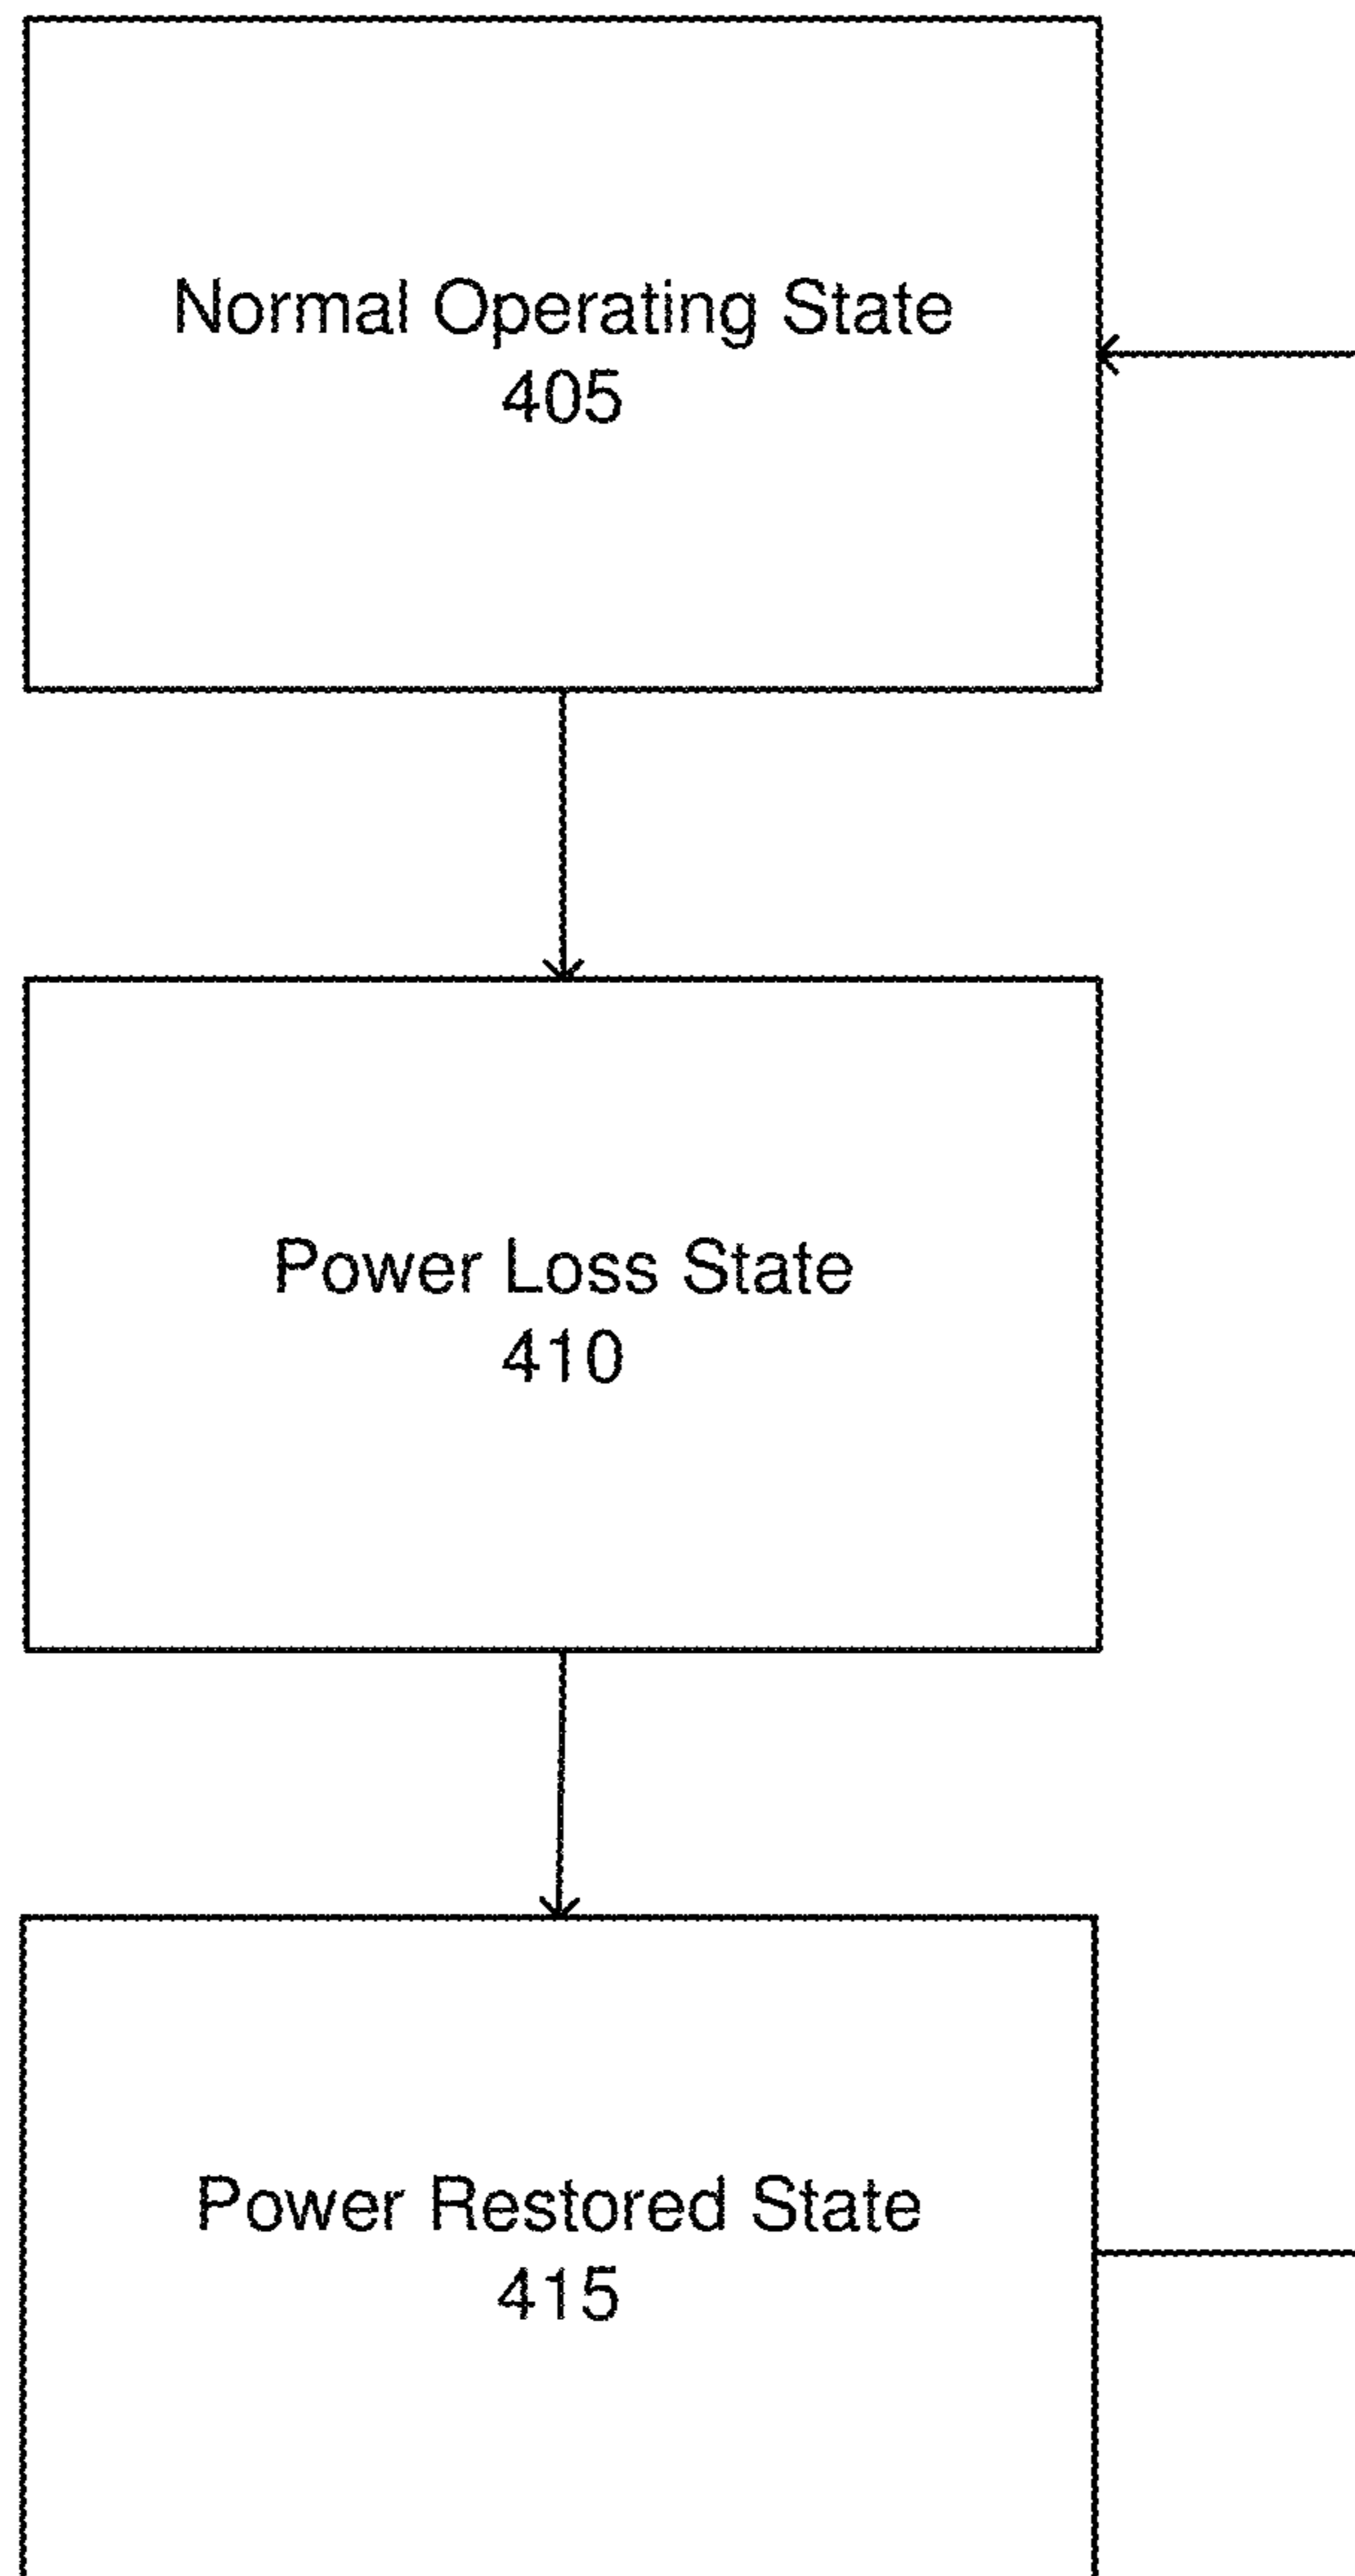 Normal Operating State
405
Power Loss State
410
Power Restored State
415